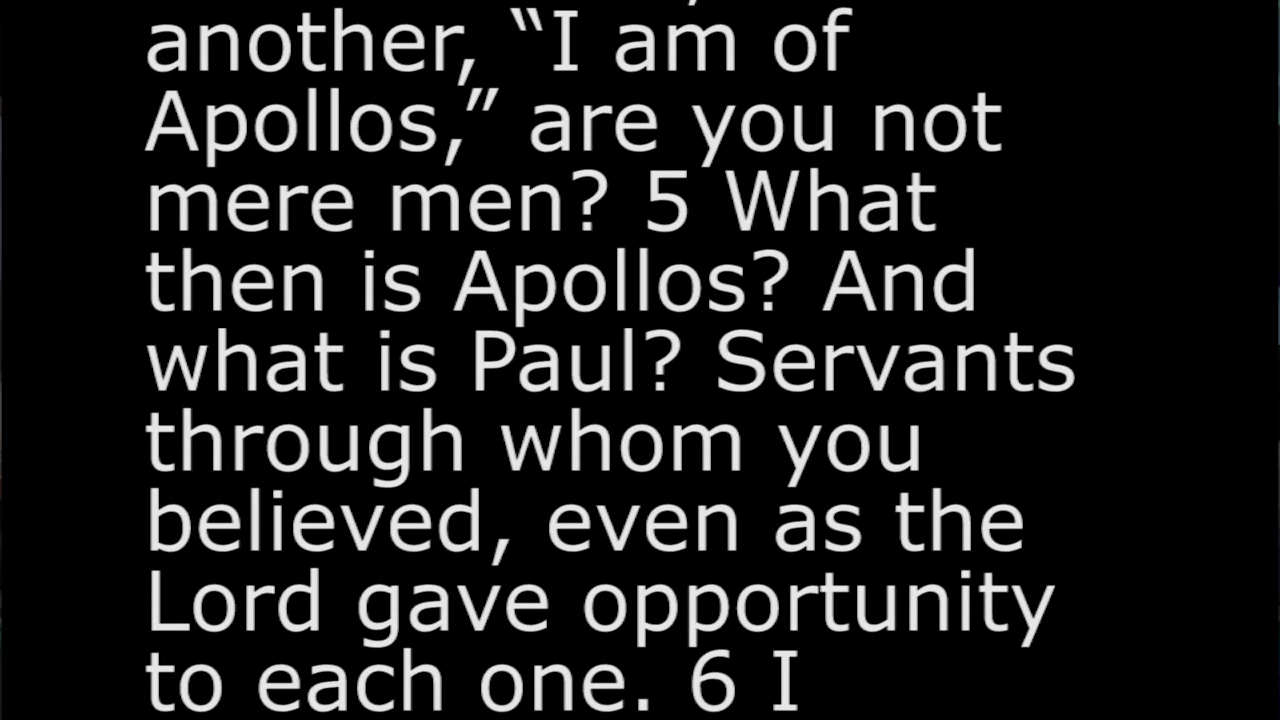 another, “I am of
Apollos,” are you not
mere men? 5 What
then is Apollos? And
what is Paul? Servants
through whom you
believed, even as the
Lord gave opportunity
to each one. 6 I